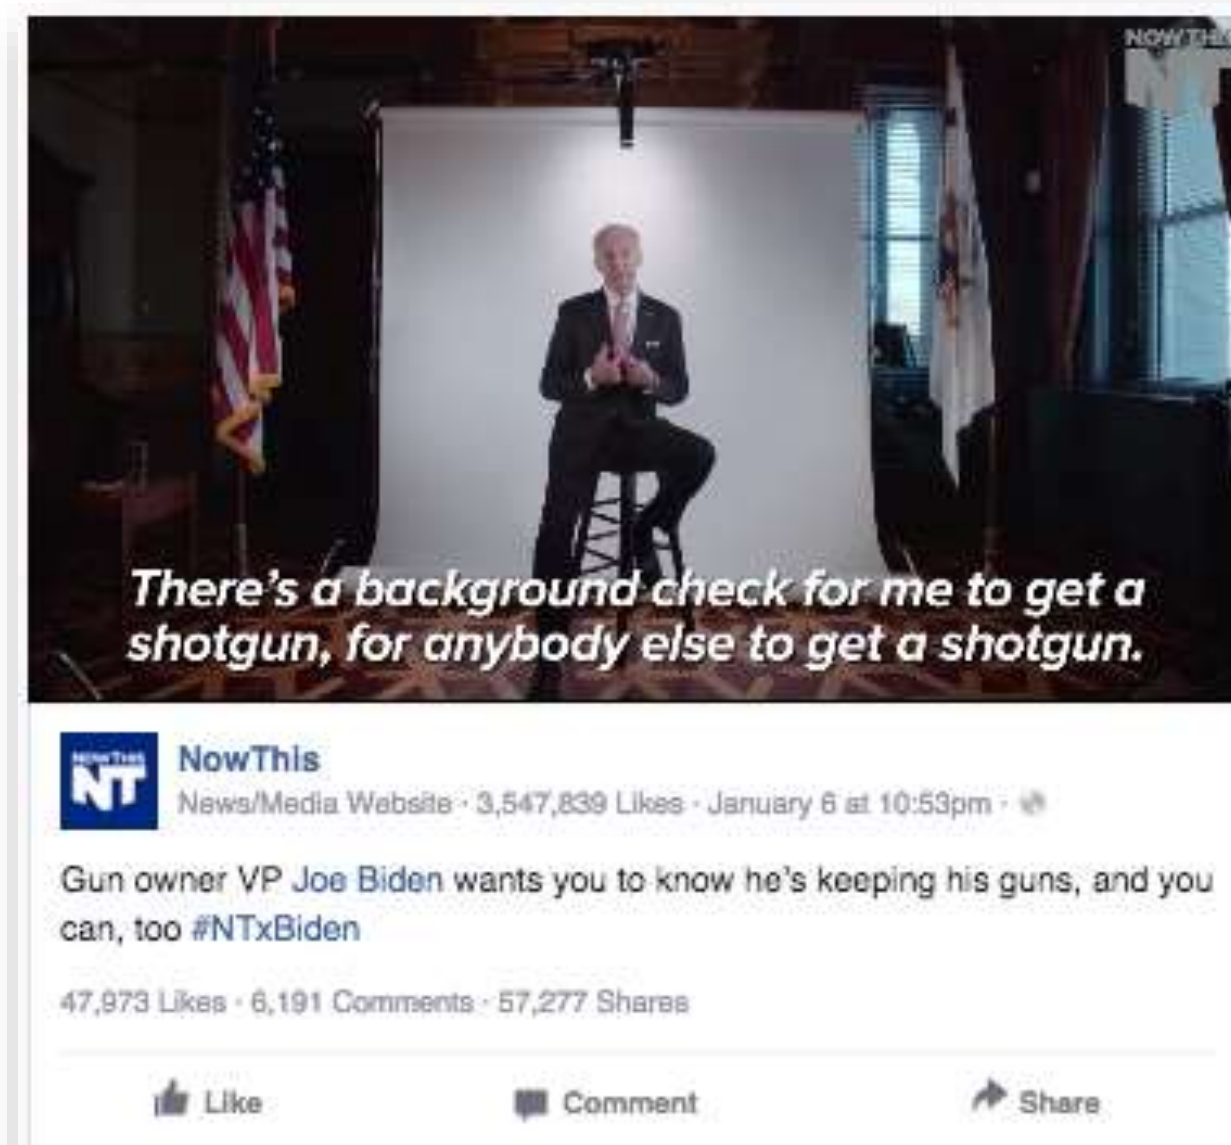 NOWTH
There's a background check for me to get a
shotgun, for anybody else to get a shotgun.
NOWTHIS
NT
NowThis
News/Media Website · 3,547,839 Likes · January 6 at 10:53pm ·
Gun owner VP Joe Biden wants you to know he's keeping his guns, and you
can, too #NTxBiden
47,973 Likes · 6,191 Comments · 57,277 Shares
Like Comment Share